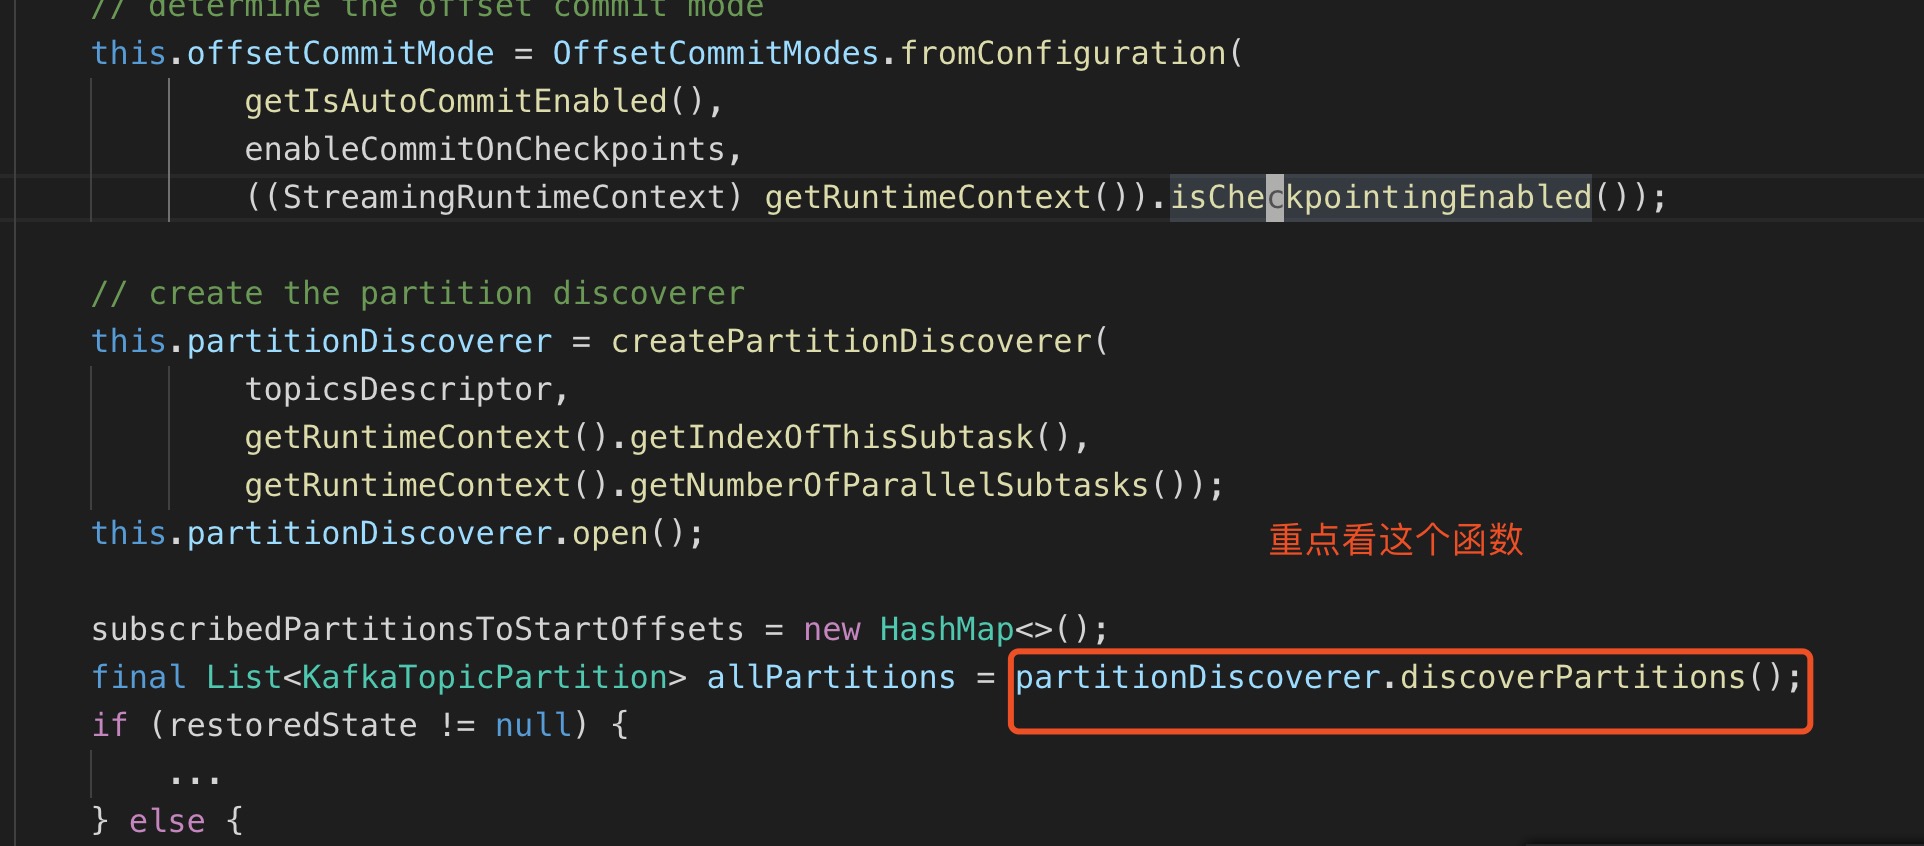 // determine the offset commit mode
this.offsetCommitMode = OffsetCommitModes.fromConfiguration(
getIsAutoCommitEnabled(),
enableCommitOnCheckpoints,
((StreamingRuntimeContext) getRuntimeContext()).isCheckpointingEnabled());
// create the partition discoverer
this.partitionDiscoverer = createPartitionDiscoverer(
topicsDescriptor,
getRuntimeContext().getIndexOfThisSubtask(),
getRuntimeContext().getNumberOfParallelSubtasks());
this.partitionDiscoverer.open();
重点看这个函数
subscribedPartitionsToStartOffsets = new HashMap<>();
final List<KafkaTopicPartition> allPartitions = partitionDiscoverer.discoverPartitions();
if (restoredState != null) {
...
} else {